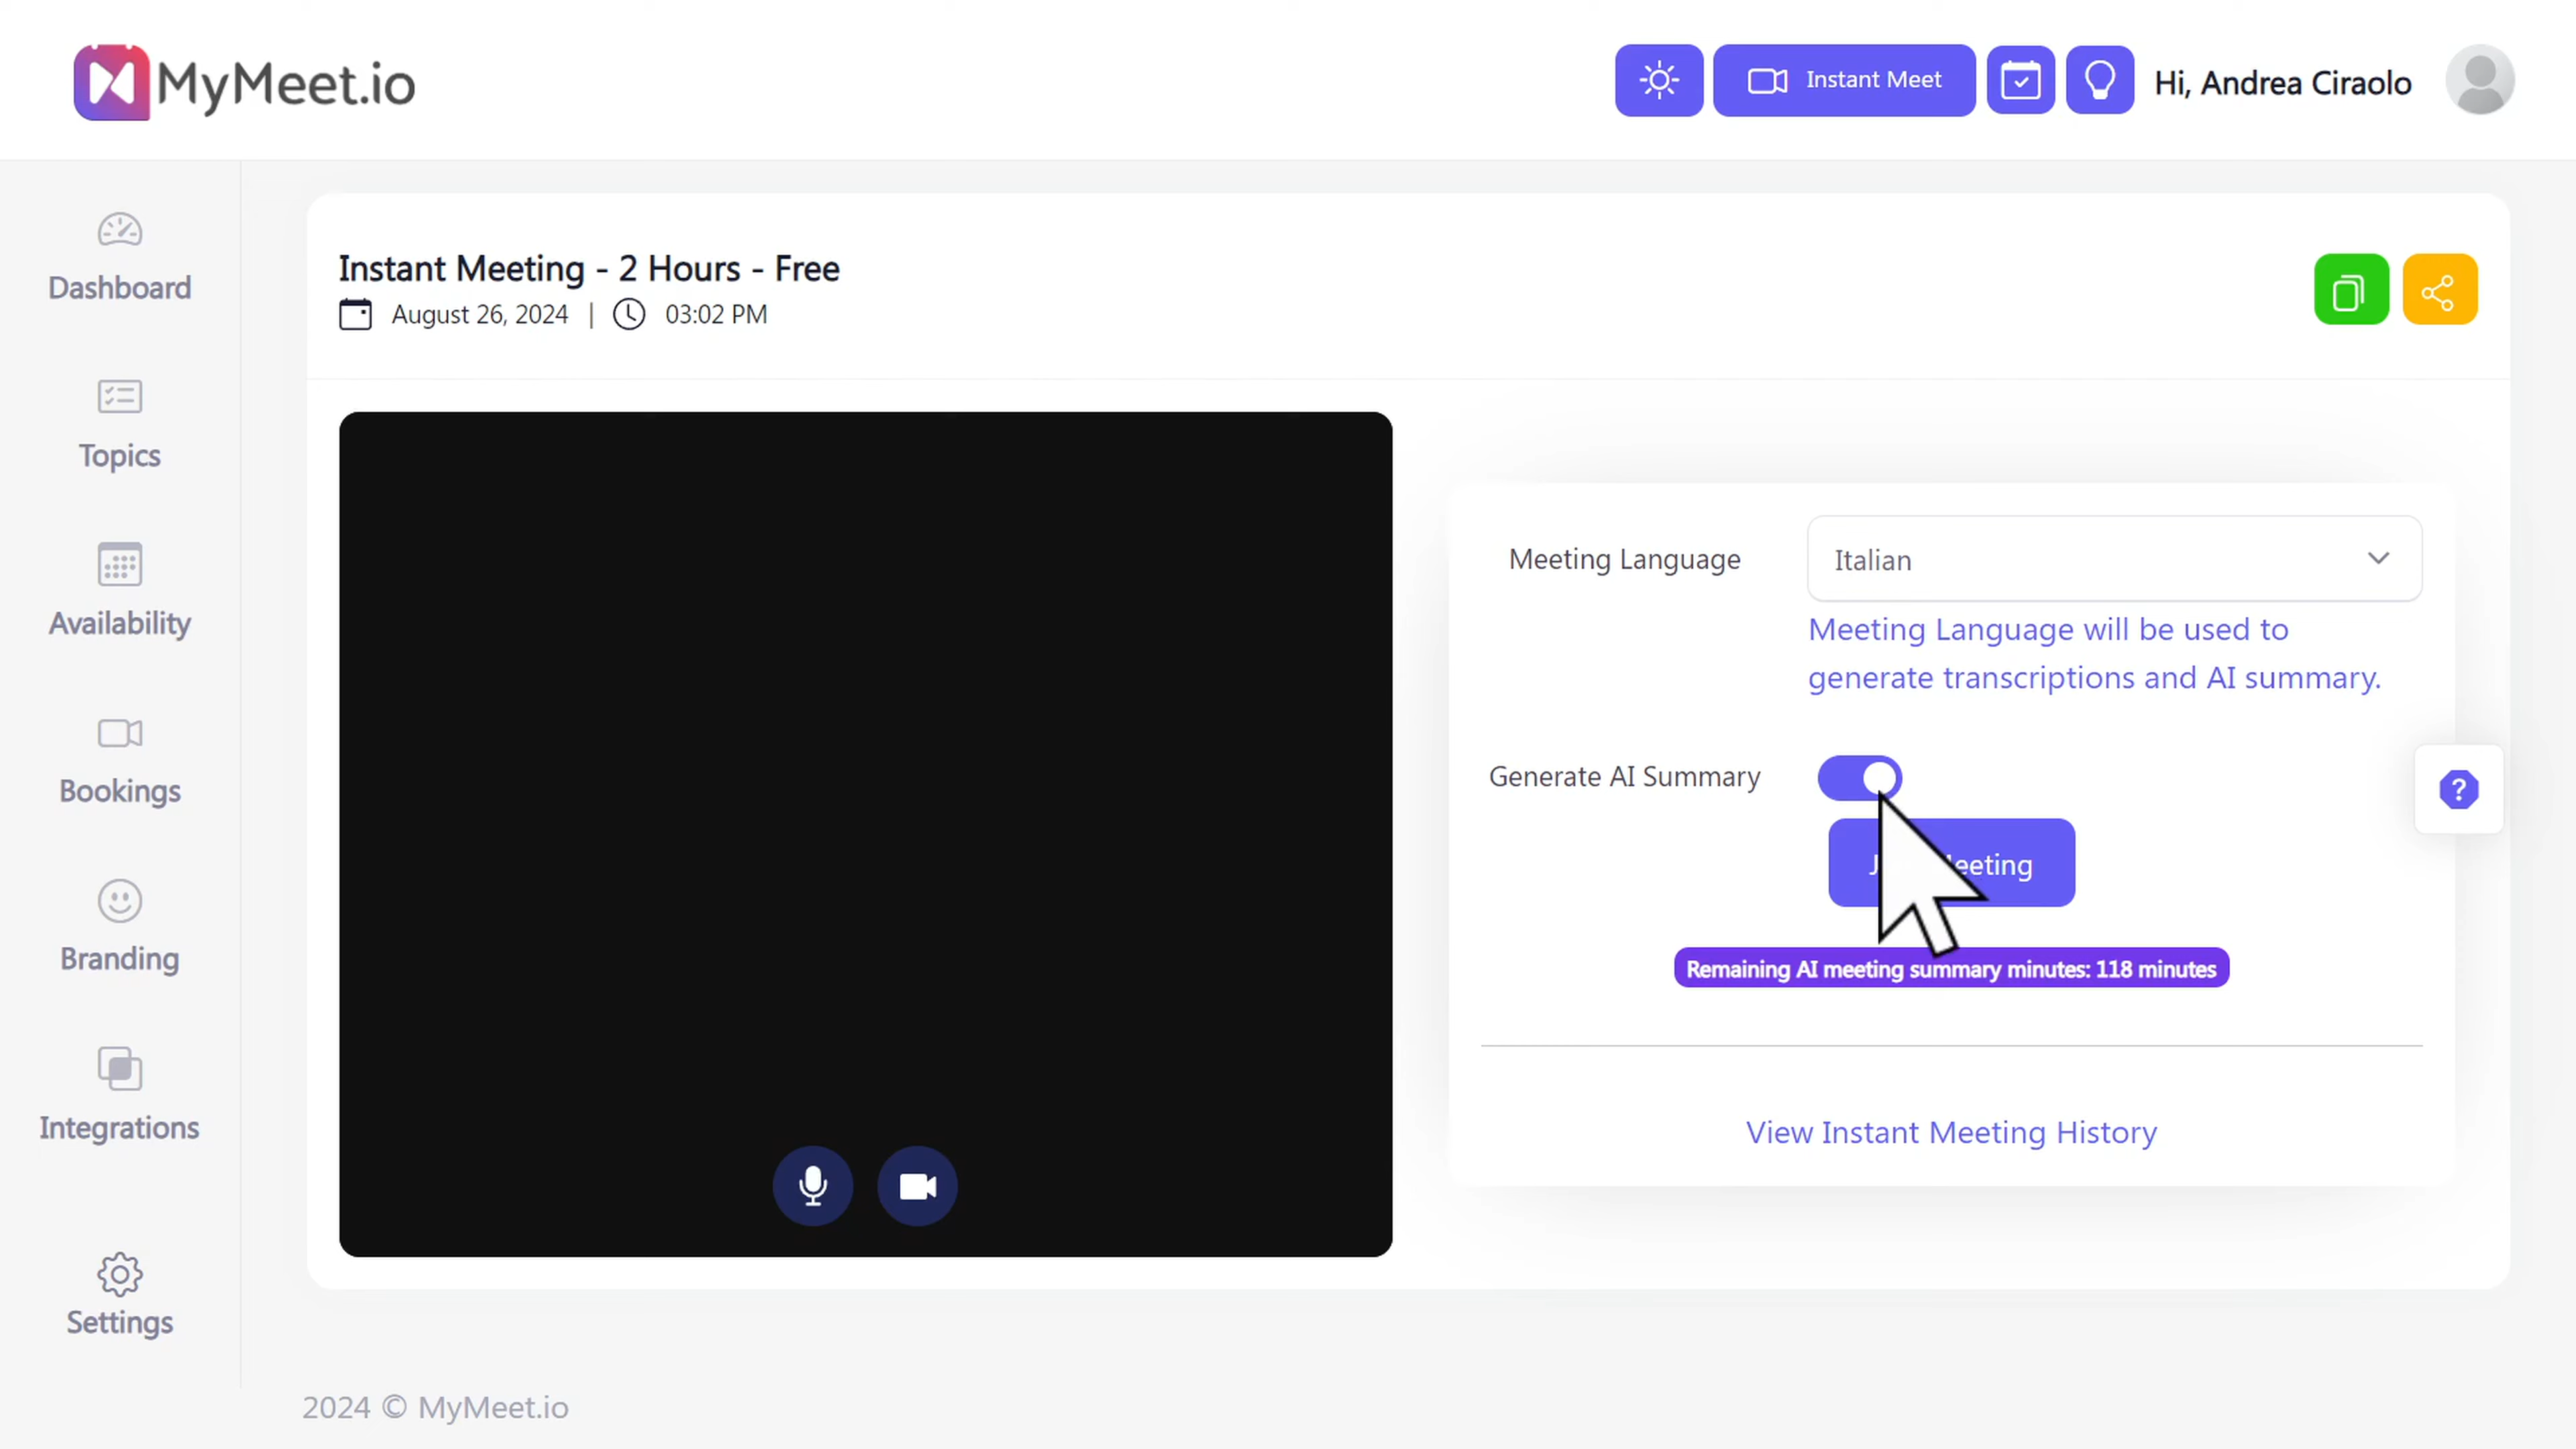 MyMeet.io
Instant Meet
Hi, Andrea Ciraolo
Dashboard
Topics
Availability
Bookings
Branding
Integrations
Settings
Instant Meeting - 2 Hours - Free
August 26, 2024 | 03:02 PM
Meeting Language
Italian
Meeting Language will be used to
generate transcriptions and AI summary.
Generate AI Summary
?
Remaining AI meeting summary minutes: 118 minutes
View Instant Meeting History
2024 © MyMeet.io